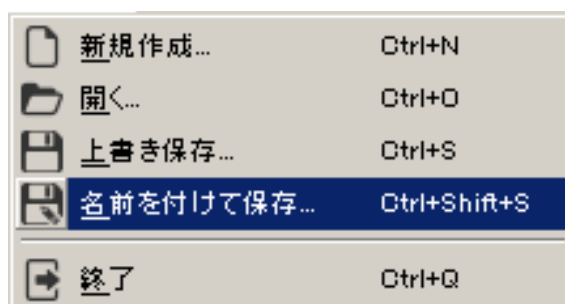 新規作成... Ctrl+N
開く... Ctrl+O
上書き保存... Ctrl+S
名前を付けて保存... Ctrl+Shift+S
終了 Ctrl+Q